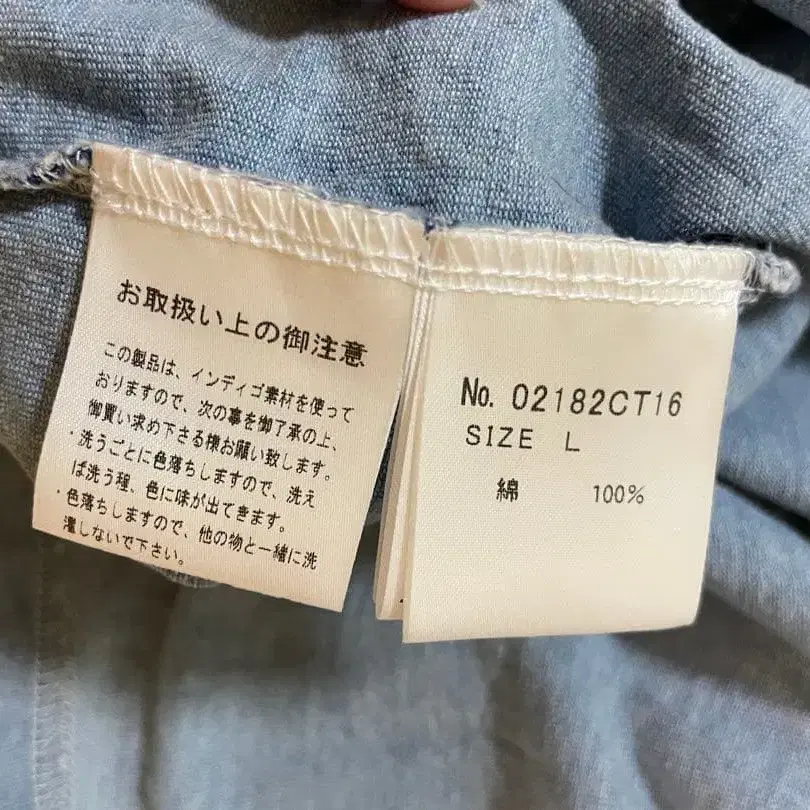 お取扱い上の御注意
この製品は、インディゴ素材を使って
おりますので、次の事を御了承の上、
御買い求め下さる様お願い致します。
・洗うごとに色落ちしますので、洗え
ば洗う程、色に味が出てきます。
・色落ちしますので、他の物と一緒に洗
濯しないで下さい。
No. 02182CT16
SIZE L
綿 100%